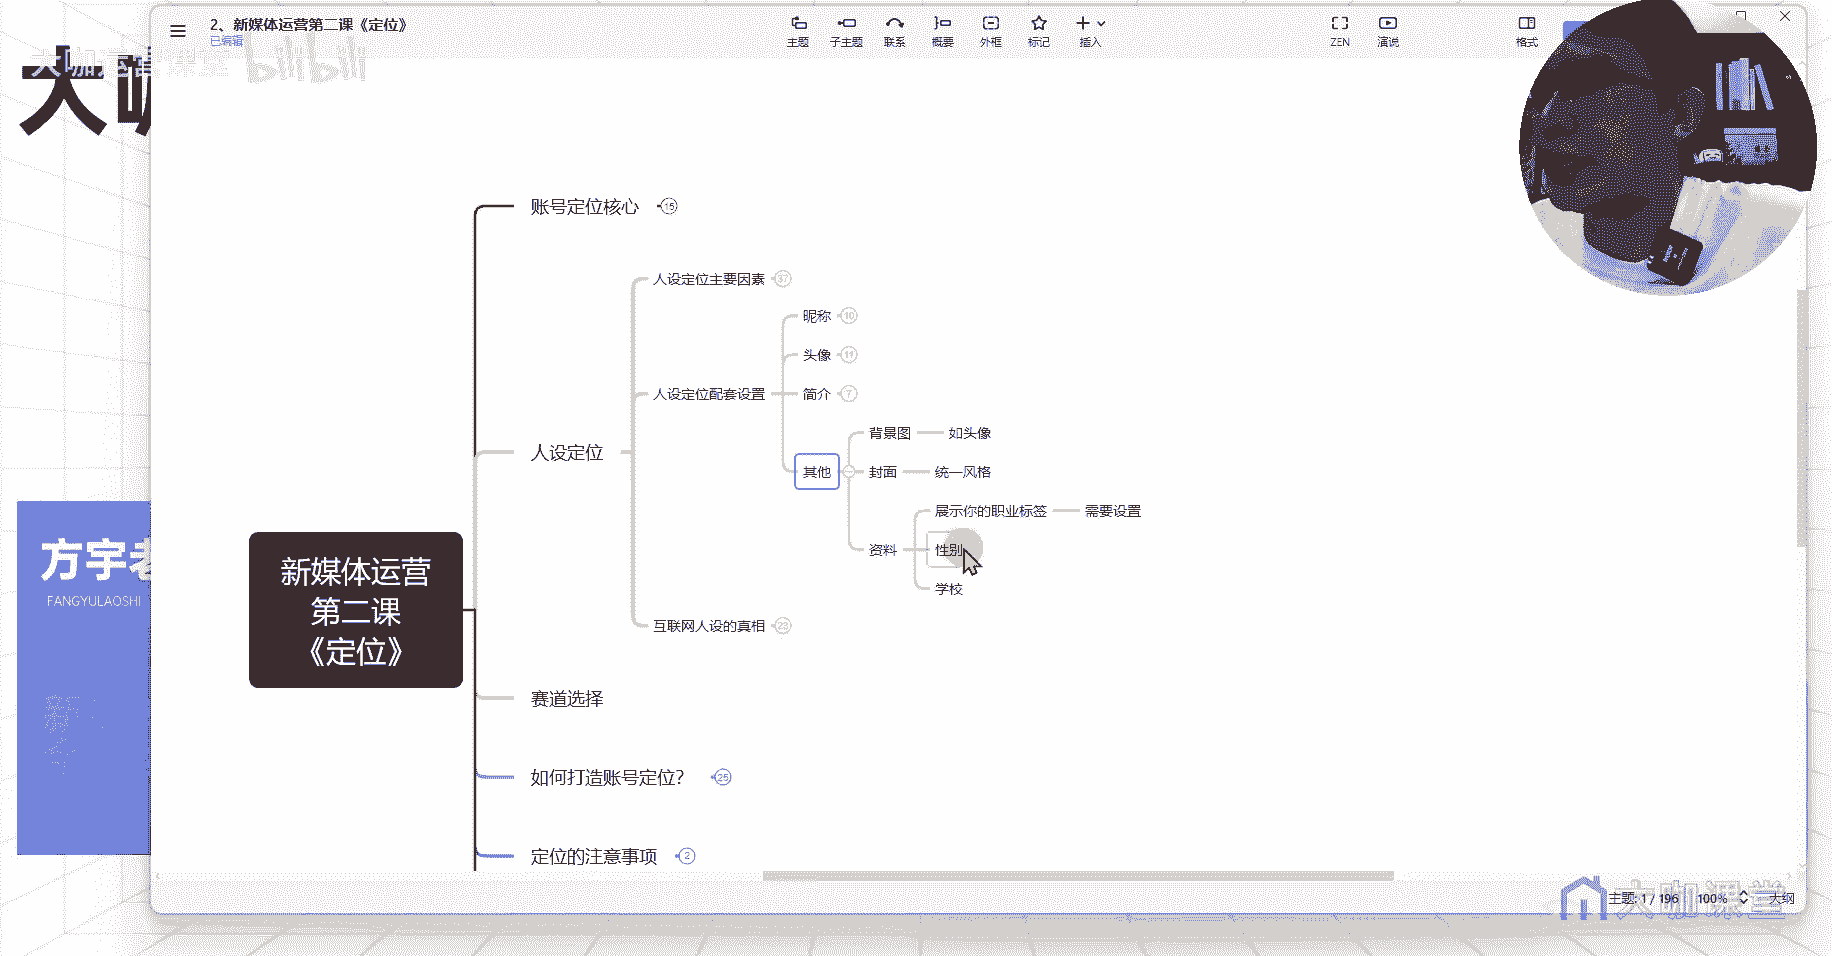 2、新媒体运营第二课《定位》
已编辑
主题
子主题
联系
概要
外框
标记
插入
ZEN
演说
格式
大咖运营课堂
bilibili
大咖
账号定位核心
15
人设定位主要因素
37
昵称
10
头像
11
人设定位配套设置
简介
7
背景图
如头像
人设定位
其他
封面
统一风格
展示你的职业标签
需要设置
资料
性别
学校
互联网人设的真相
23
新媒体运营
第二课
《定位》
赛道选择
如何打造账号定位？
25
定位的注意事项
2
方宇老
FANGYULAOSHI
主题: 1 / 196
100%
大纲
大咖课堂